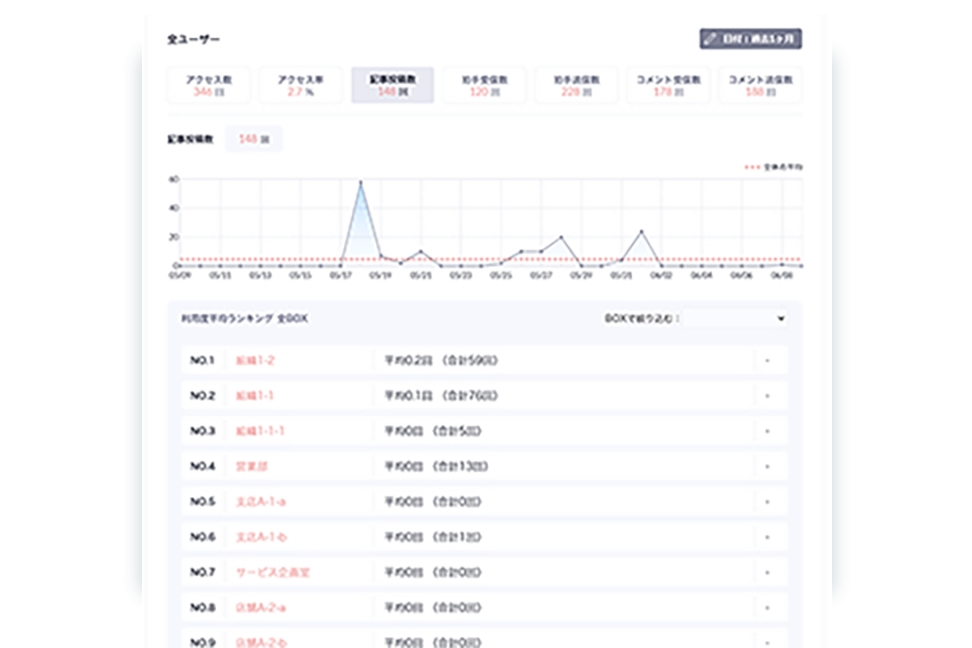 全ユーザー
日付：過去1ヶ月
アクセス数 アクセス率 記事投稿数 拍手受信数 拍手送信数 コメント受信数 コメント送信数
346 回 2.7 % 148 回 120 回 228 回 178 回 188 回
記事投稿数 148 回
全体の平均
60
40
20
0
05/09 05/11 05/13 05/15 05/17 05/19 05/21 05/23 05/25 05/27 05/29 05/31 06/02 06/04 06/06 06/08
利用度平均ランキング 全BOX BOXで絞り込む：
NO.1 組織1-2 平均0.2回 （合計59回）
NO.2 組織1-1 平均0.1回 （合計76回）
NO.3 組織1-1-1 平均0回 （合計5回）
NO.4 営業部 平均0回 （合計13回）
NO.5 支店A-1-a 平均0回 （合計0回）
NO.6 支店A-1-b 平均0回 （合計1回）
NO.7 サービス企画室 平均0回 （合計0回）
NO.8 店舗A-2-a 平均0回 （合計0回）
NO.9 店舗A-2-b 平均0回 （合計0回）